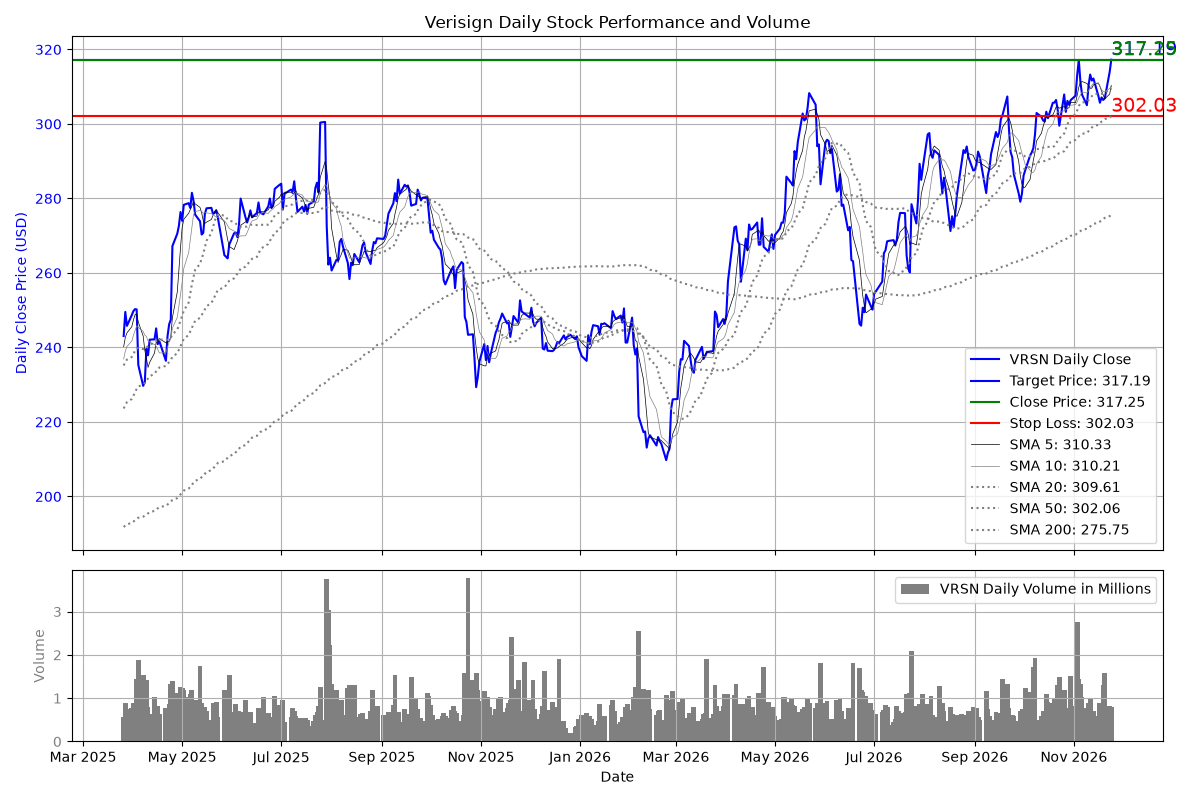 Verisign Daily Stock Performance and Volume
320
300
280
260
240
220
200
Daily Close Price (USD)
302.03
VRSN Daily Close
Target Price: 317.19
Close Price: 317.25
Stop Loss: 302.03
SMA 5: 310.33
SMA 10: 310.21
SMA 20: 309.61
SMA 50: 302.06
SMA 200: 275.75
VRSN Daily Volume in Millions
3
2
1
0
Volume
Mar 2025 May 2025 Jul 2025 Sep 2025 Nov 2025 Jan 2026 Mar 2026 May 2026 Jul 2026 Sep 2026 Nov 2026
Date